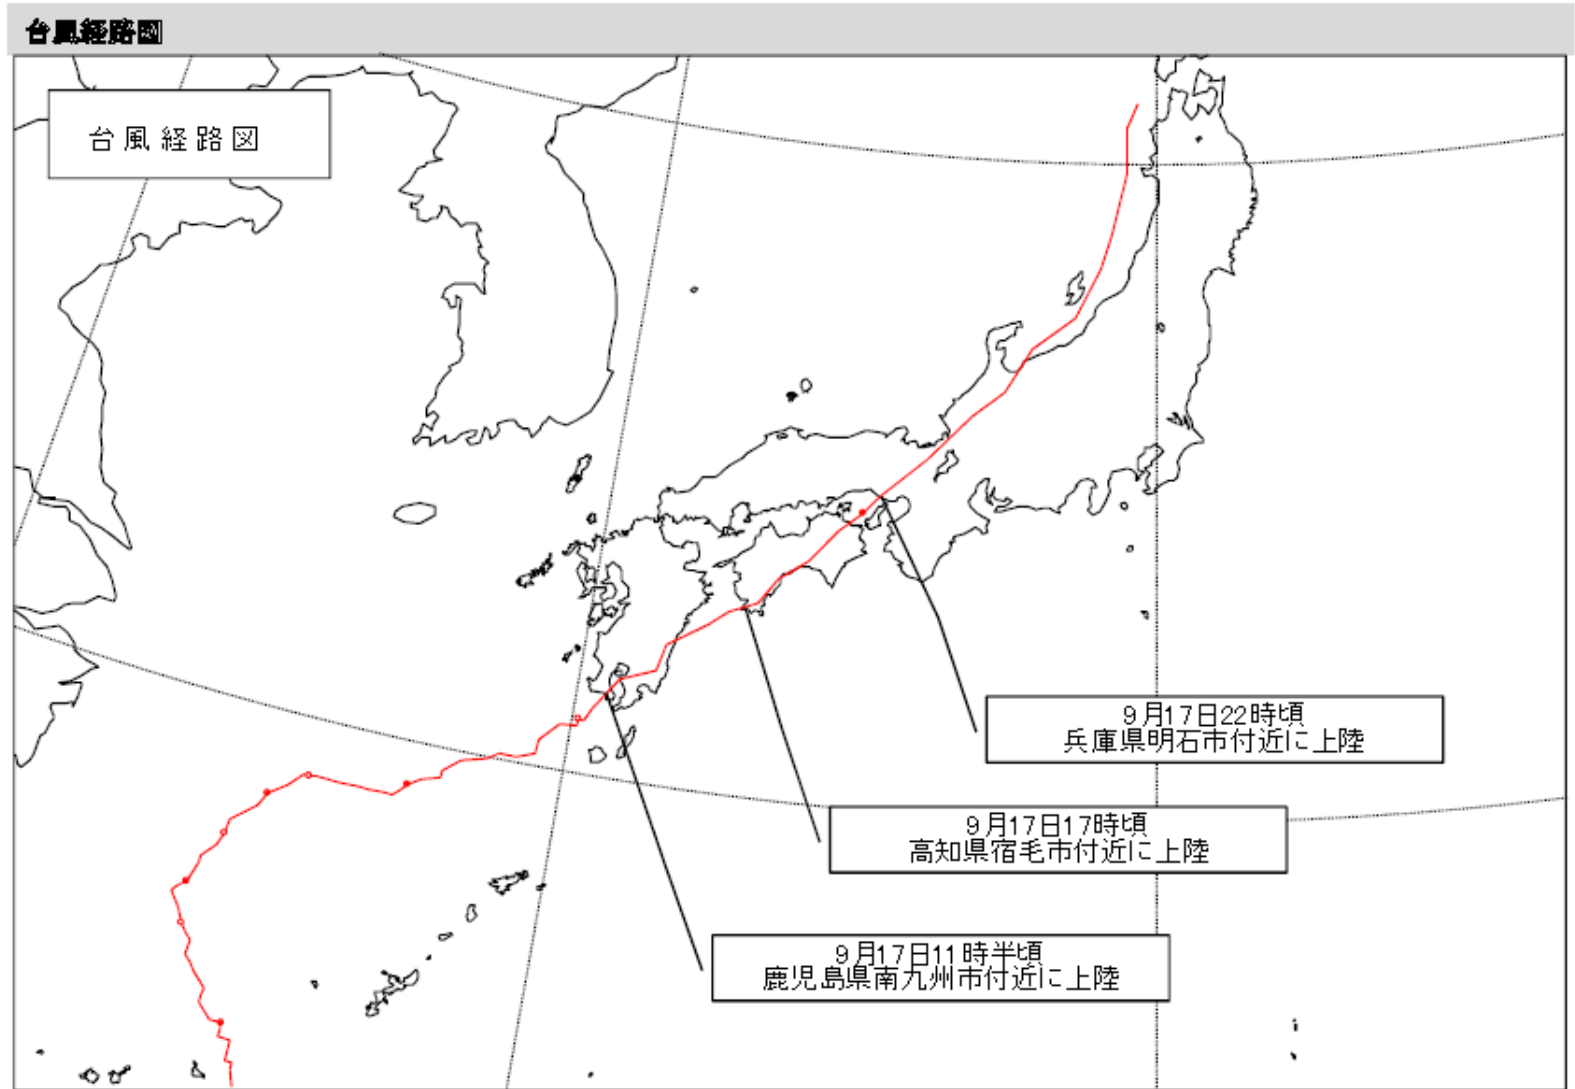 台風経路図
台風経路図
9月17日22時頃
兵庫県明石市付近に上陸
9月17日17時頃
高知県宿毛市付近に上陸
9月17日11時半頃
鹿児島県南九州市付近に上陸